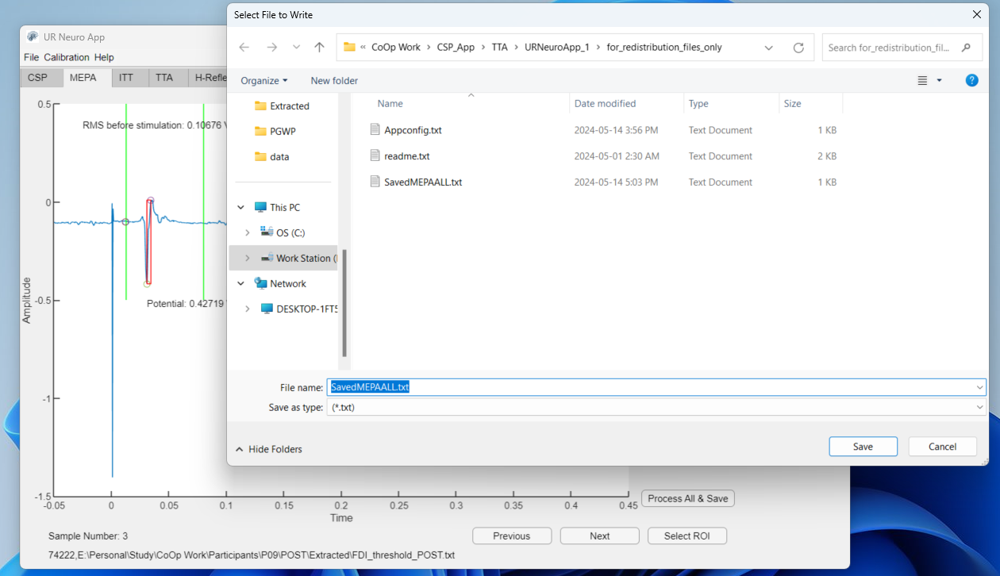 Select File to Write
UR Neuro App
« CoOp Work › CSP_App › TTA › URNeuroApp_1 › for_redistribution_files_only
Search for_redistribution_fil...
File Calibration Help
Organize
New folder
CSP MEPA ITT TTA H-Refle
Name Date modified Type Size
Extracted
PGWP
data
Appconfig.txt 2024-05-14 3:56 PM Text Document 1 KB
readme.txt 2024-05-01 2:30 AM Text Document 2 KB
SavedMEPAALL.txt 2024-05-14 5:03 PM Text Document 1 KB
This PC
OS (C:)
Work Station (
Network
DESKTOP-1FT5
File name: SavedMEPAALL.txt
Save as type: (*.txt)
Hide Folders
Save
Cancel
RMS before stimulation: 0.10676 V
Potential: 0.42719
Amplitude
0.5
0
-0.5
-1
-1.5
-0.05 0 0.05 0.1 0.15 0.2 0.25 0.3 0.35 0.4 0.45
Time
Process All & Save
Sample Number: 3
Previous
Next
Select ROI
74222,E:\Personal\Study\CoOp Work\Participants\P09\POST\Extracted\FDI_threshold_POST.txt